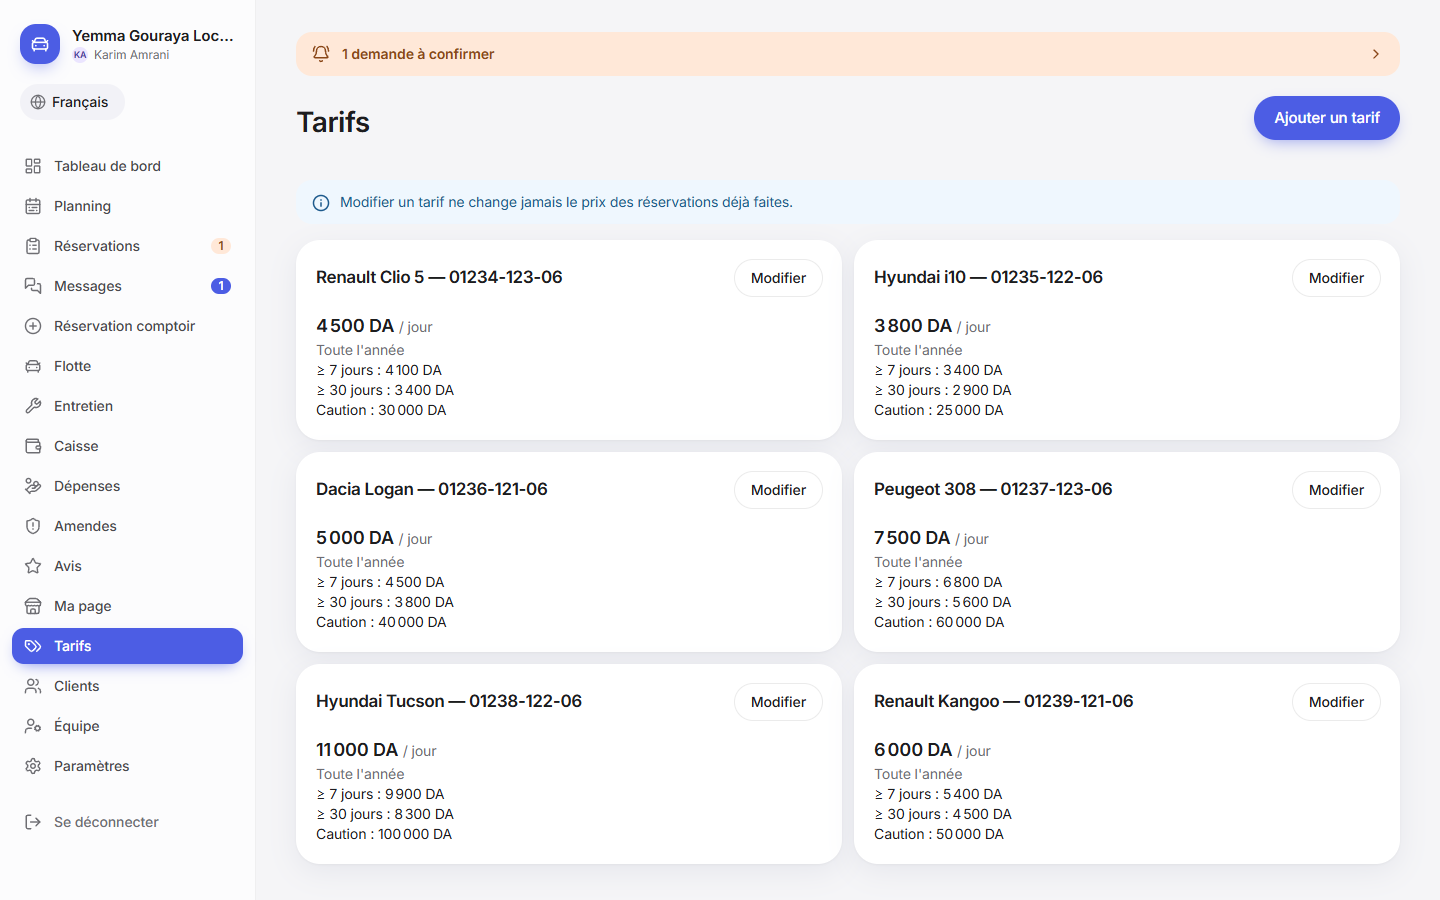 Yemma Gouraya Loc...
KA Karim Amrani
Français
Tableau de bord
Planning
Réservations 1
Messages 1
Réservation comptoir
Flotte
Entretien
Caisse
Dépenses
Amendes
Avis
Ma page
Tarifs
Clients
Équipe
Paramètres
Se déconnecter
1 demande à confirmer
Tarifs
Ajouter un tarif
Modifier un tarif ne change jamais le prix des réservations déjà faites.
Renault Clio 5 — 01234-123-06
Modifier
4 500 DA / jour
Toute l'année
≥ 7 jours : 4 100 DA
≥ 30 jours : 3 400 DA
Caution : 30 000 DA
Hyundai i10 — 01235-122-06
Modifier
3 800 DA / jour
Toute l'année
≥ 7 jours : 3 400 DA
≥ 30 jours : 2 900 DA
Caution : 25 000 DA
Dacia Logan — 01236-121-06
Modifier
5 000 DA / jour
Toute l'année
≥ 7 jours : 4 500 DA
≥ 30 jours : 3 800 DA
Caution : 40 000 DA
Peugeot 308 — 01237-123-06
Modifier
7 500 DA / jour
Toute l'année
≥ 7 jours : 6 800 DA
≥ 30 jours : 5 600 DA
Caution : 60 000 DA
Hyundai Tucson — 01238-122-06
Modifier
11 000 DA / jour
Toute l'année
≥ 7 jours : 9 900 DA
≥ 30 jours : 8 300 DA
Caution : 100 000 DA
Renault Kangoo — 01239-121-06
Modifier
6 000 DA / jour
Toute l'année
≥ 7 jours : 5 400 DA
≥ 30 jours : 4 500 DA
Caution : 50 000 DA